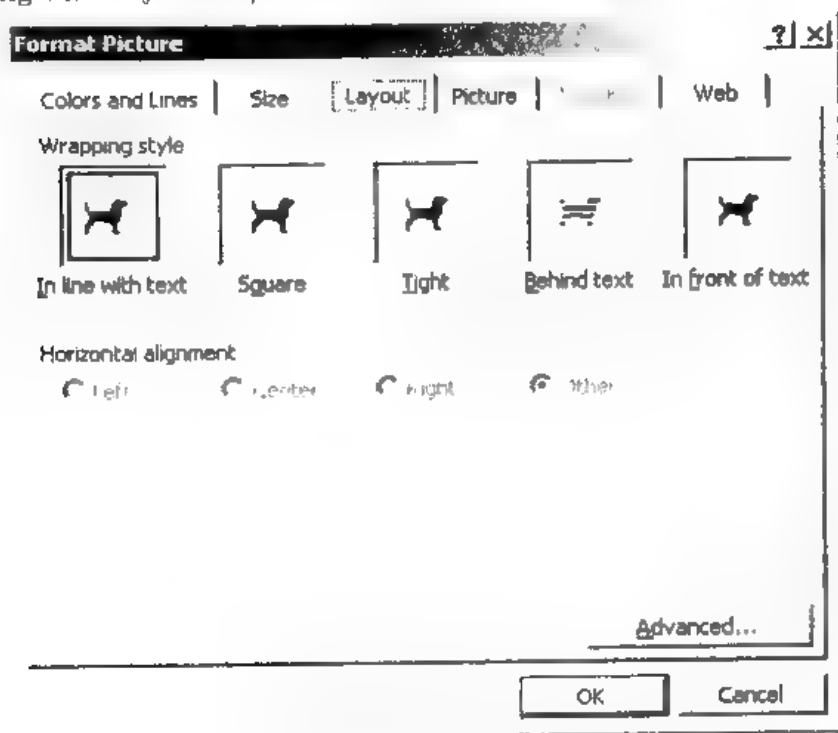 Format Picture ? ×
Colors and Lines Size Layout Picture Web
Wrapping style
In line with text Square Tight Behind text In front of text
Horizontal alignment
Left Center Right Other
Advanced...
OK Cancel